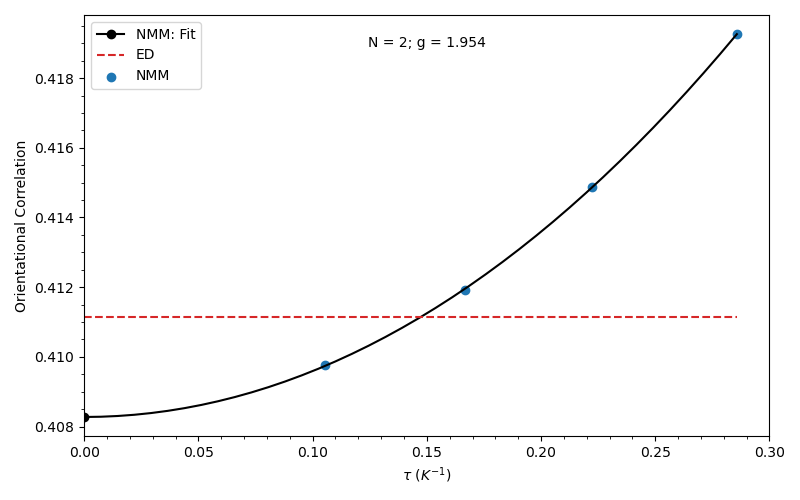 NMM: Fit
ED
NMM
N = 2; g = 1.954
Orientational Correlation
0.418
0.416
0.414
0.412
0.410
0.408
0.00 0.05 0.10 0.15 0.20 0.25 0.30
τ (K⁻¹)